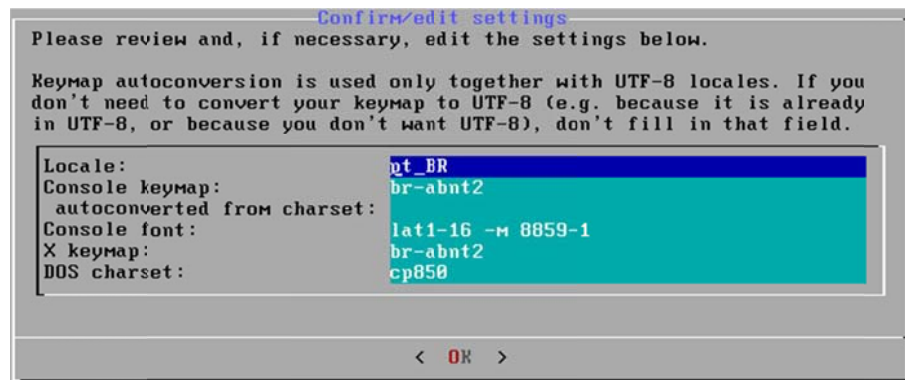 Confirm/edit settings
Please review and, if necessary, edit the settings below.
Keymap autoconversion is used only together with UTF-8 locales. If you
don't need to convert your keymap to UTF-8 (e.g. because it is already
in UTF-8, or because you don't want UTF-8), don't fill in that field.
Locale: pt_BR
Console keymap: br-abnt2
autoconverted from charset:
Console font: lat1-16 -m 8859-1
X keymap: br-abnt2
DOS charset: cp850
< OK >